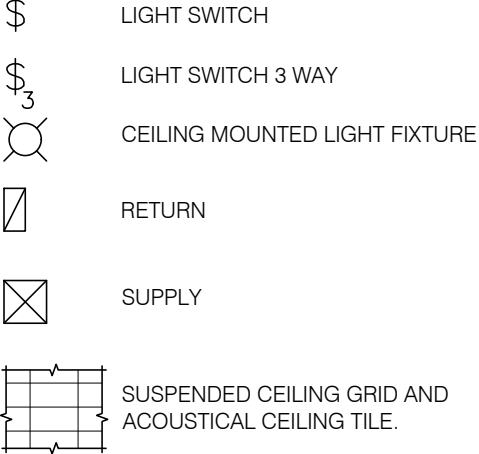 $ LIGHT SWITCH
$3 LIGHT SWITCH 3 WAY
CEILING MOUNTED LIGHT FIXTURE
RETURN
SUPPLY
SUSPENDED CEILING GRID AND
ACOUSTICAL CEILING TILE.